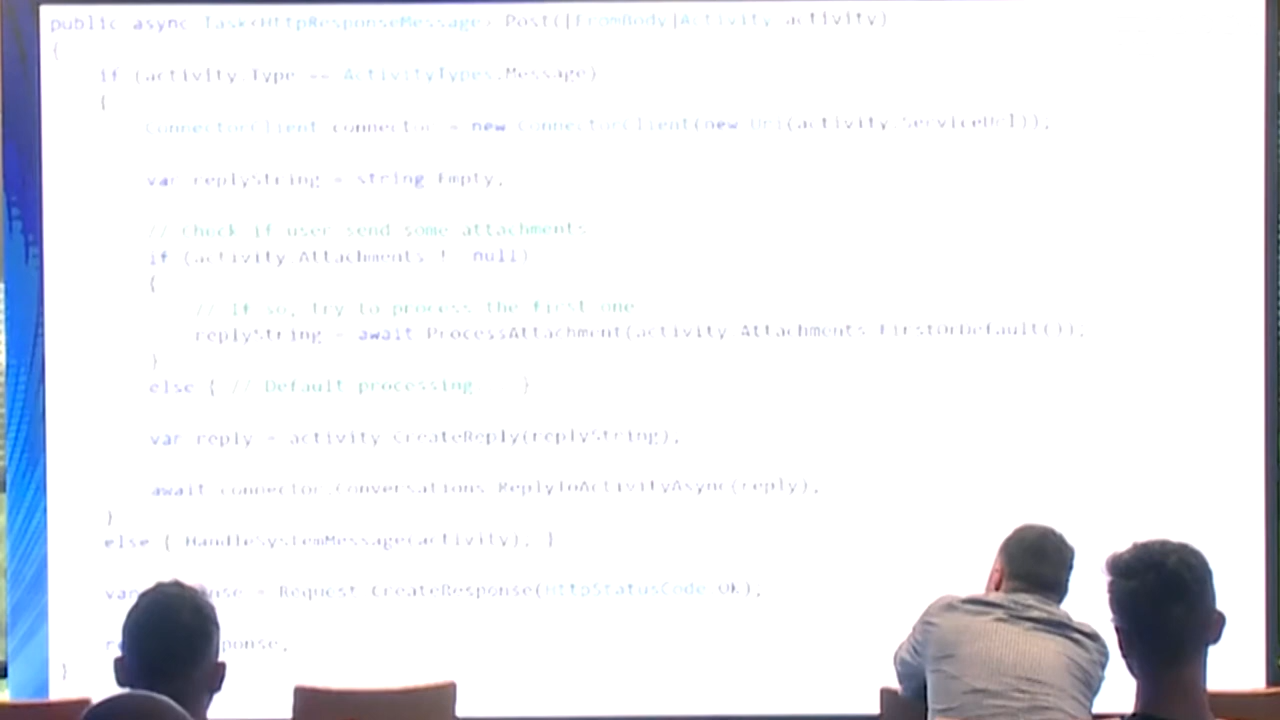 public async Task<HttpResponseMessage> Post([FromBody]Activity activity)
{
if (activity.Type == ActivityTypes.Message)
{
ConnectorClient connector = new ConnectorClient(new Uri(activity.ServiceUrl));
var replyString = string.Empty;
// Check if user send some attachments
if (activity.Attachments != null)
{
// If so, try to process the first one
replyString = await ProcessAttachment(activity.Attachments.FirstOrDefault());
}
else { // Default processing }
var reply = activity.CreateReply(replyString);
await connector.Conversations.ReplyToActivityAsync(reply);
}
else { HandleSystemMessage(activity); }
var = Request.CreateResponse(HttpStatusCode.OK);
}